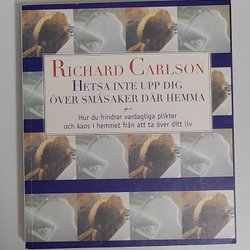 RICHARD CARLSON
HETSA INTE UPP DIG
ÖVER SMÅSAKER DÄR HEMMA
Hur du hindrar vardagliga plikter
och kaos i hemmet från att ta över ditt liv